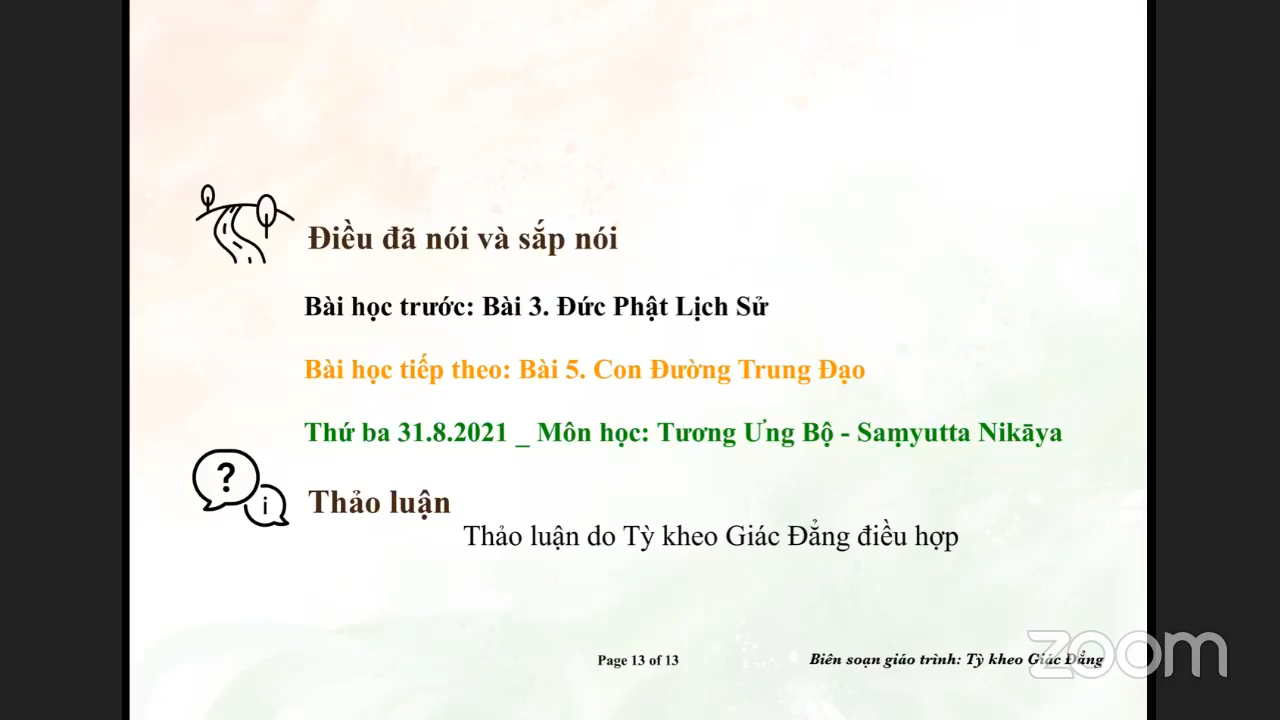 Điều đã nói và sắp nói
Bài học trước: Bài 3. Đức Phật Lịch Sử
Bài học tiếp theo: Bài 5. Con Đường Trung Đạo
Thứ ba 31.8.2021 _ Môn học: Tương Ưng Bộ - Saṃyutta Nikāya
? i
Thảo luận
Thảo luận do Tỳ kheo Giác Đẳng điều hợp
Page 13 of 13
Biên soạn giáo trình: Tỳ kheo Giác Đẳng
zoom